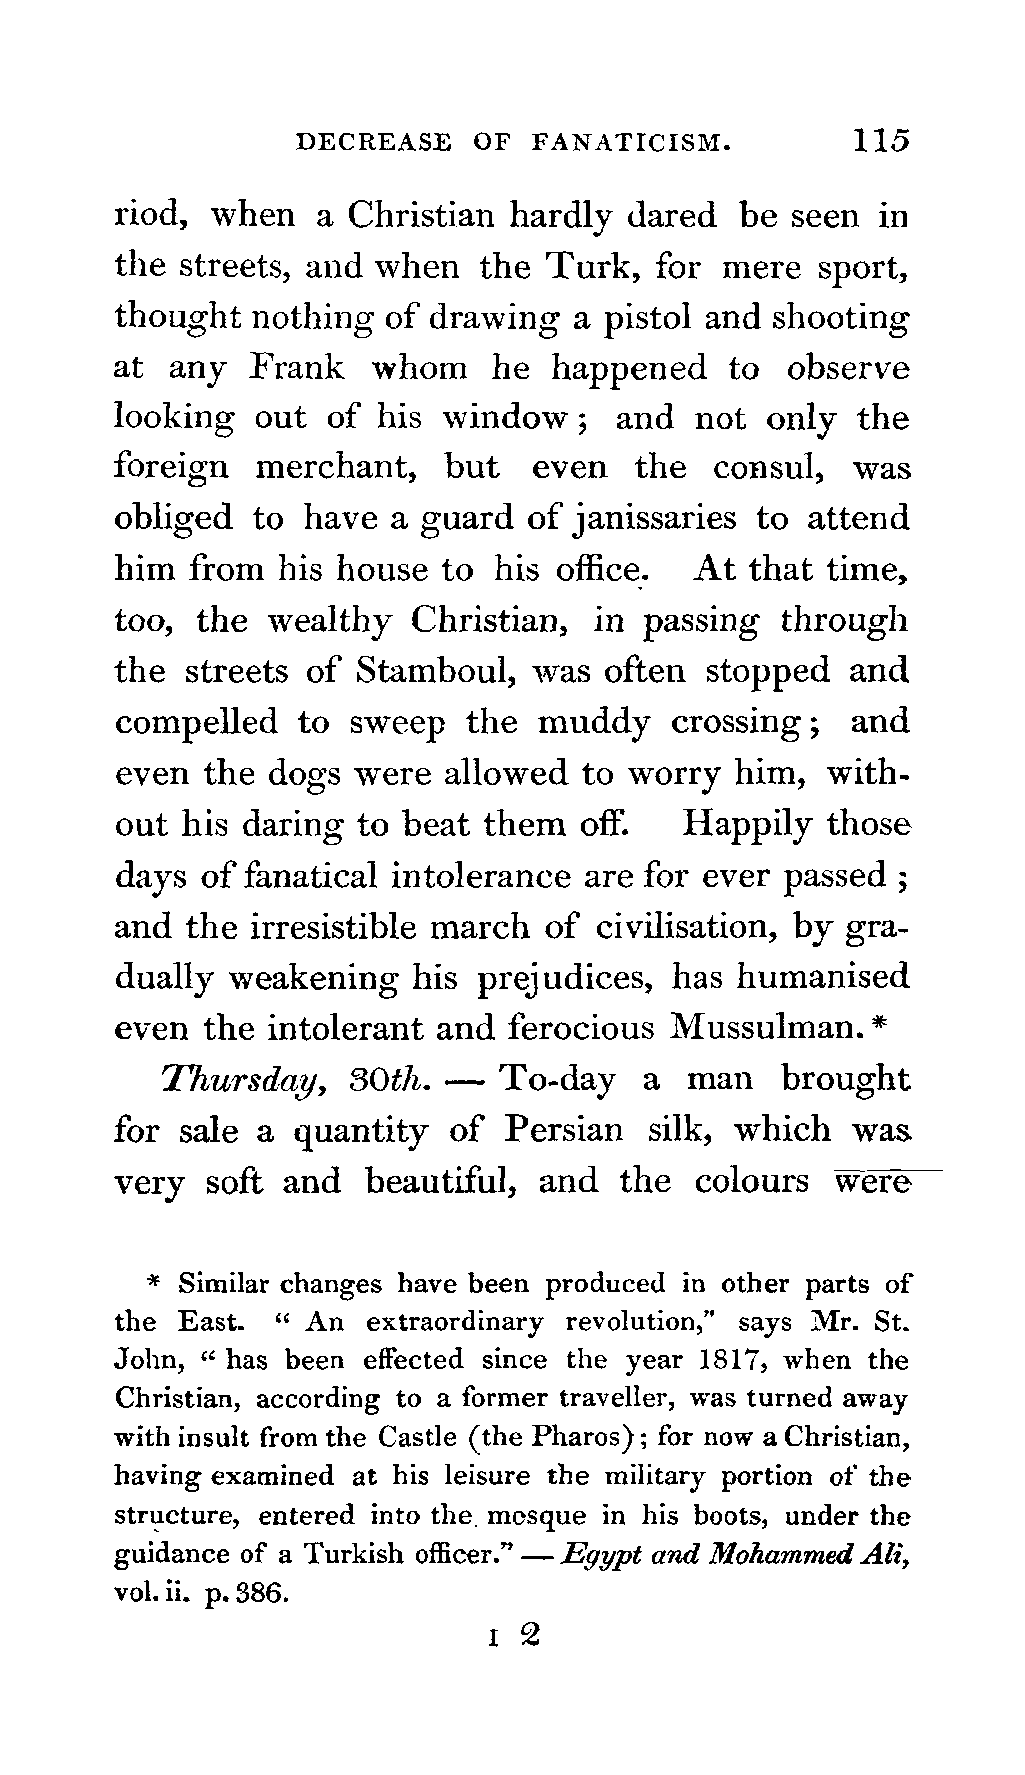 DECREASE OF FANATICISM. 115
riod, when a Christian hardly dared be seen in
the streets, and when the Turk, for mere sport,
thought nothing of drawing a pistol and shooting
at any Frank whom he happened to observe
looking out of his window; and not only the
foreign merchant, but even the consul, was
obliged to have a guard of janissaries to attend
him from his house to his office. At that time,
too, the wealthy Christian, in passing through
the streets of Stamboul, was often stopped and
compelled to sweep the muddy crossing; and
even the dogs were allowed to worry him, with-
out his daring to beat them off. Happily those
days of fanatical intolerance are for ever passed;
and the irresistible march of civilisation, by gra-
dually weakening his prejudices, has humanised
even the intolerant and ferocious Mussulman.*
Thursday, 30th. — To-day a man brought
for sale a quantity of Persian silk, which was
very soft and beautiful, and the colours were
* Similar changes have been produced in other parts of
the East. “ An extraordinary revolution,” says Mr. St.
John, “ has been effected since the year 1817, when the
Christian, according to a former traveller, was turned away
with insult from the Castle (the Pharos); for now a Christian,
having examined at his leisure the military portion of the
structure, entered into the mosque in his boots, under the
guidance of a Turkish officer.” — Egypt and Mohammed Ali,
vol. ii. p. 386.
I 2